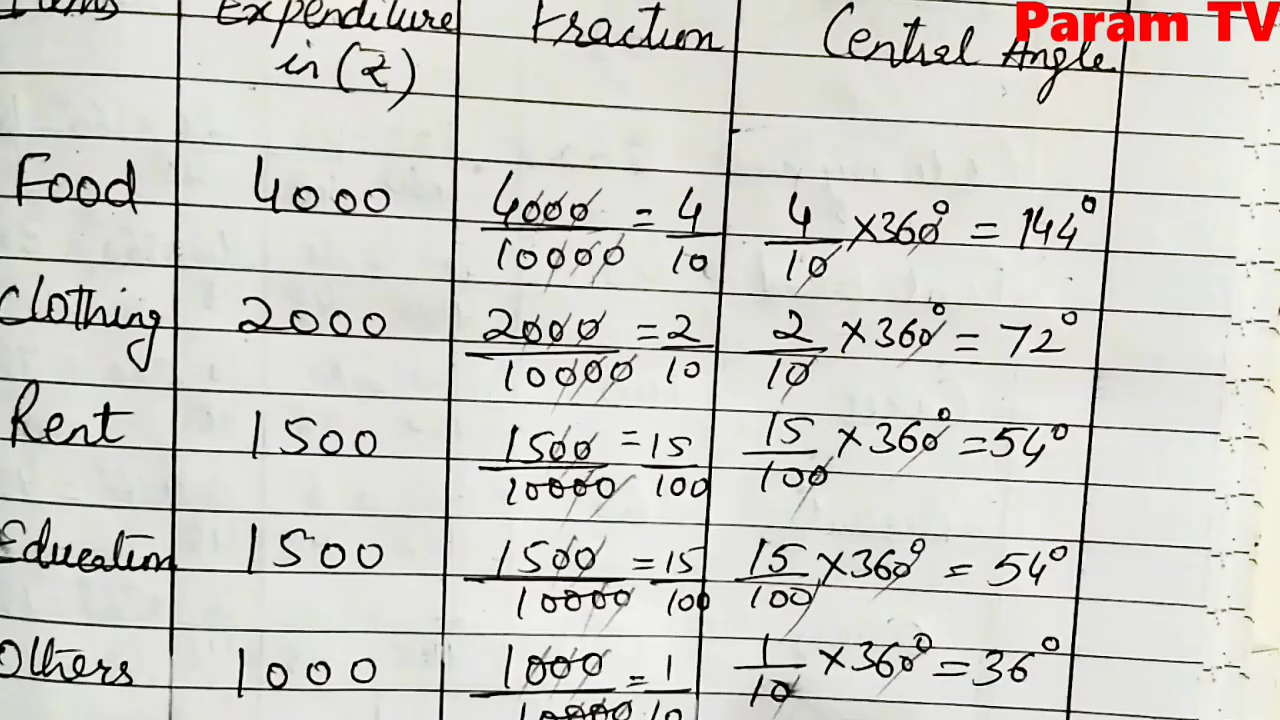 Items Expenditure in (₹) Fraction Central Angle
Param TV
Food 4000 4000/10000 = 4/10 4/10 ×360° = 144°
Clothing 2000 2000/10000 = 2/10 2/10 ×360° = 72°
Rent 1500 1500/10000 = 15/100 15/100 ×360° = 54°
Education 1500 1500/10000 = 15/100 15/100 ×360° = 54°
Others 1000 1000/10000 = 1/10 1/10 ×360° = 36°